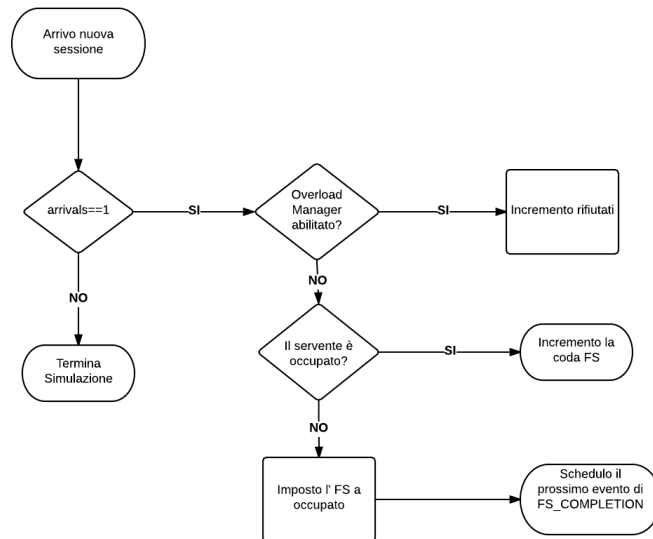 Arrivo nuova
sessione
arrivals==1
SI
Overload
Manager
abilitato?
SI
Incremento rifiutati
NO
NO
Termina
Simulazione
Il servente è
occupato?
SI
Incremento la
coda FS
NO
Imposto l' FS a
occupato
Schedulo il
prossimo evento di
FS_COMPLETION